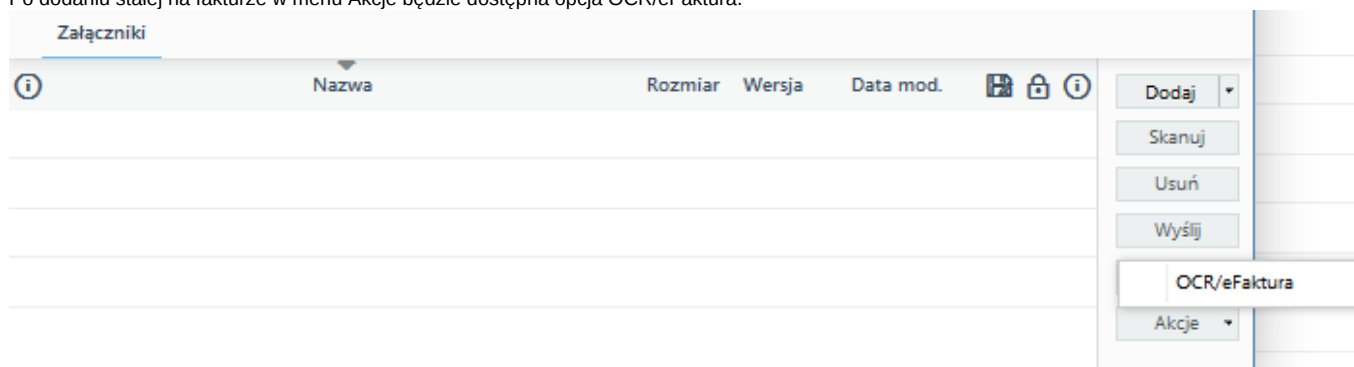 Po dodaniu stałej na fakturze w menu Akcje będzie dostępna opcja OCR/eFaktura.
Załączniki
Nazwa Rozmiar Wersja Data mod.
Dodaj
Skanuj
Usuń
Wyślij
OCR/eFaktura
Akcje